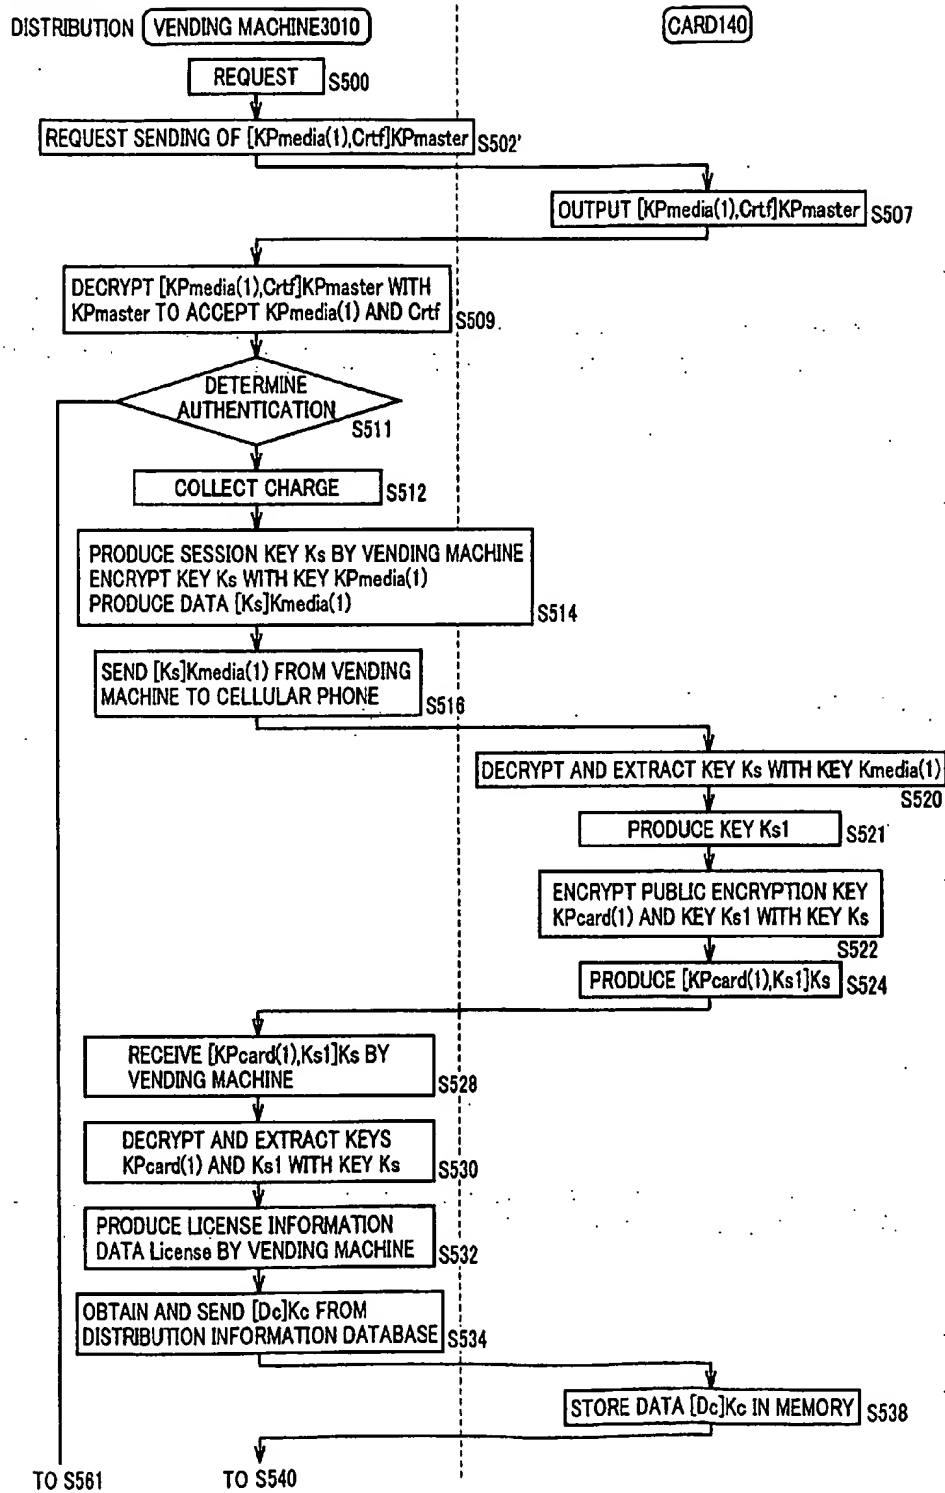 DISTRIBUTION VENDING MACHINE3010
CARD140
REQUEST S500
REQUEST SENDING OF [KPmedia(1),Crtf]KPmaster S502'
OUTPUT [KPmedia(1),Crtf]KPmaster S507
DECRYPT [KPmedia(1),Crtf]KPmaster WITH
KPmaster TO ACCEPT KPmedia(1) AND Crtf
S509
DETERMINE
AUTHENTICATION
S511
COLLECT CHARGE S512
PRODUCE SESSION KEY Ks BY VENDING MACHINE
ENCRYPT KEY Ks WITH KEY KPmedia(1)
PRODUCE DATA [Ks]Kmedia(1)
S514
SEND [Ks]Kmedia(1) FROM VENDING
MACHINE TO CELLULAR PHONE
S516
DECRYPT AND EXTRACT KEY Ks WITH KEY Kmedia(1)
S520
PRODUCE KEY Ks1 S521
ENCRYPT PUBLIC ENCRYPTION KEY
KPcard(1) AND KEY Ks1 WITH KEY Ks
S522
PRODUCE [KPcard(1),Ks1]Ks S524
RECEIVE [KPcard(1),Ks1]Ks BY
VENDING MACHINE
S528
DECRYPT AND EXTRACT KEYS
KPcard(1) AND Ks1 WITH KEY Ks
S530
PRODUCE LICENSE INFORMATION
DATA License BY VENDING MACHINE
S532
OBTAIN AND SEND [Dc]Kc FROM
DISTRIBUTION INFORMATION DATABASE
S534
STORE DATA [Dc]Kc IN MEMORY S538
TO S561
TO S540